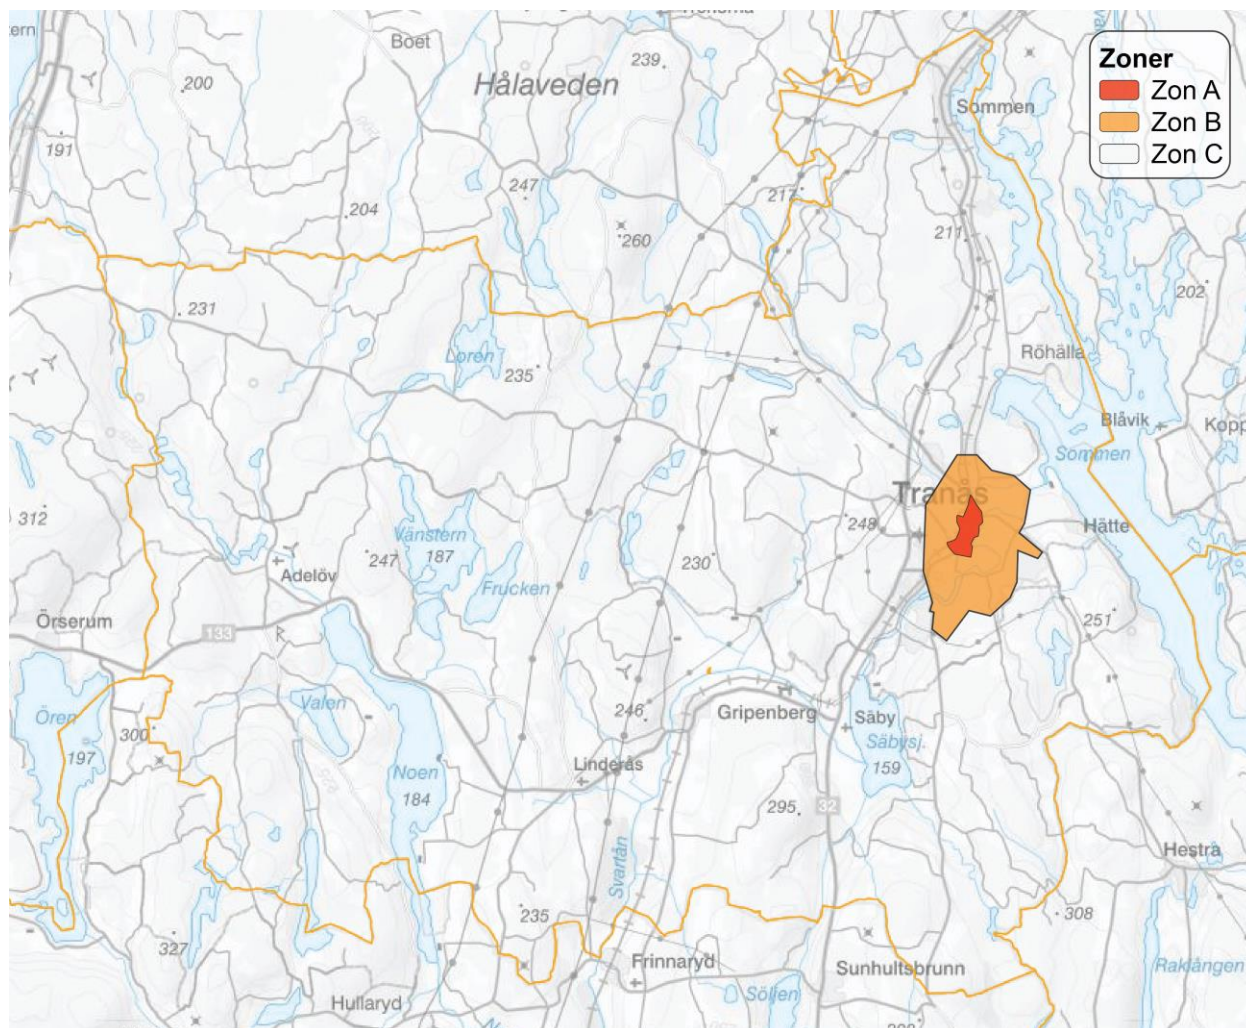 Boet
Hålaveden
239
200
Sommen
Zoner
Zon A
Zon B
Zon C
191
247
217
204
260
211
231
202
Loren
235
Röhälla
Blåvik
Sommen
Tranås
312
Vänstern
187
247
248
Hätte
230
Adelöv
Frucken
Örserum
133
251
Valen
Ören
246
Gripenberg
Säby
300
Säbysj.
197
Linderås
Noen
159
184
295
32
Hestra
Svartån
235
308
327
Frinnaryd
Sunhultsbrunn
Raklången
Hullaryd
Söljen